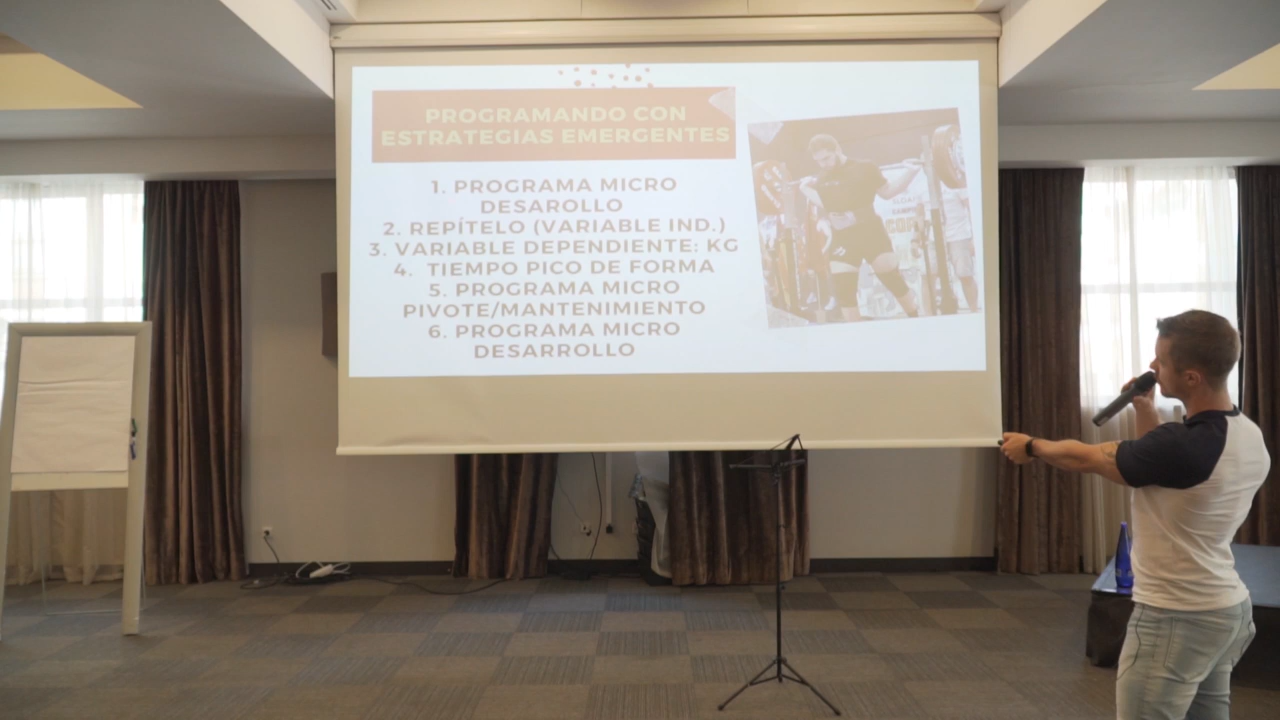 PROGRAMANDO CON
ESTRATEGIAS EMERGENTES
1. PROGRAMA MICRO
DESAROLLO
2. REPÍTELO (VARIABLE IND.)
3. VARIABLE DEPENDIENTE: KG
4. TIEMPO PICO DE FORMA
5. PROGRAMA MICRO
PIVOTE/MANTENIMIENTO
6. PROGRAMA MICRO
DESARROLLO